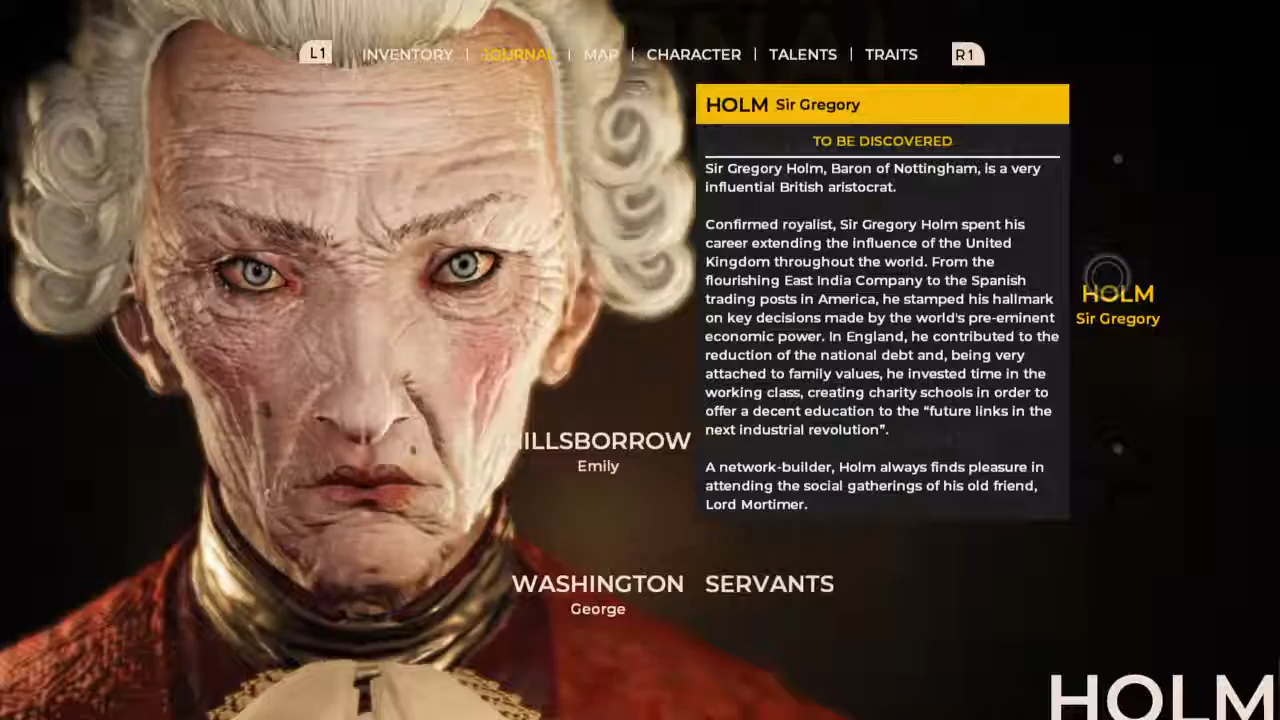 L1 INVENTORY | JOURNAL | MAP | CHARACTER | TALENTS | TRAITS R1
HOLM Sir Gregory
TO BE DISCOVERED
Sir Gregory Holm, Baron of Nottingham, is a very
influential British aristocrat.
Confirmed royalist, Sir Gregory Holm spent his
career extending the influence of the United
Kingdom throughout the world. From the
flourishing East India Company to the Spanish
trading posts in America, he stamped his hallmark
on key decisions made by the world's pre-eminent
economic power. In England, he contributed to the
reduction of the national debt and, being very
attached to family values, he invested time in the
working class, creating charity schools in order to
offer a decent education to the “future links in the
next industrial revolution”.
A network-builder, Holm always finds pleasure in
attending the social gatherings of his old friend,
Lord Mortimer.
HOLM
Sir Gregory
HILLSBORROW
Emily
WASHINGTON
George
SERVANTS
HOLM